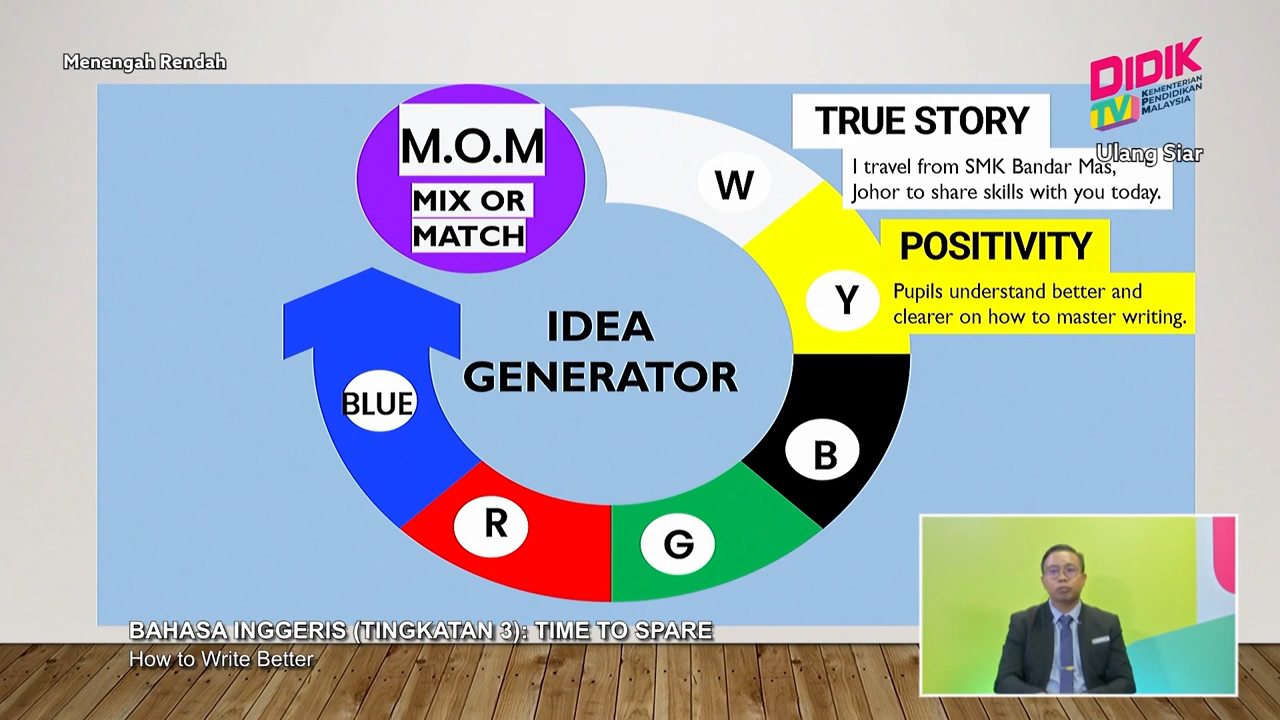 Menengah Rendah
DIDIK
TV
KEMENTERIAN
PENDIDIKAN
MALAYSIA
Ulang Siar
M.O.M
MIX OR
MATCH
W
TRUE STORY
I travel from SMK Bandar Mas,
Johor to share skills with you today.
POSITIVITY
Y
Pupils understand better and
clearer on how to master writing.
IDEA
GENERATOR
BLUE
B
R
G
BAHASA INGGERIS (TINGKATAN 3): TIME TO SPARE
How to Write Better